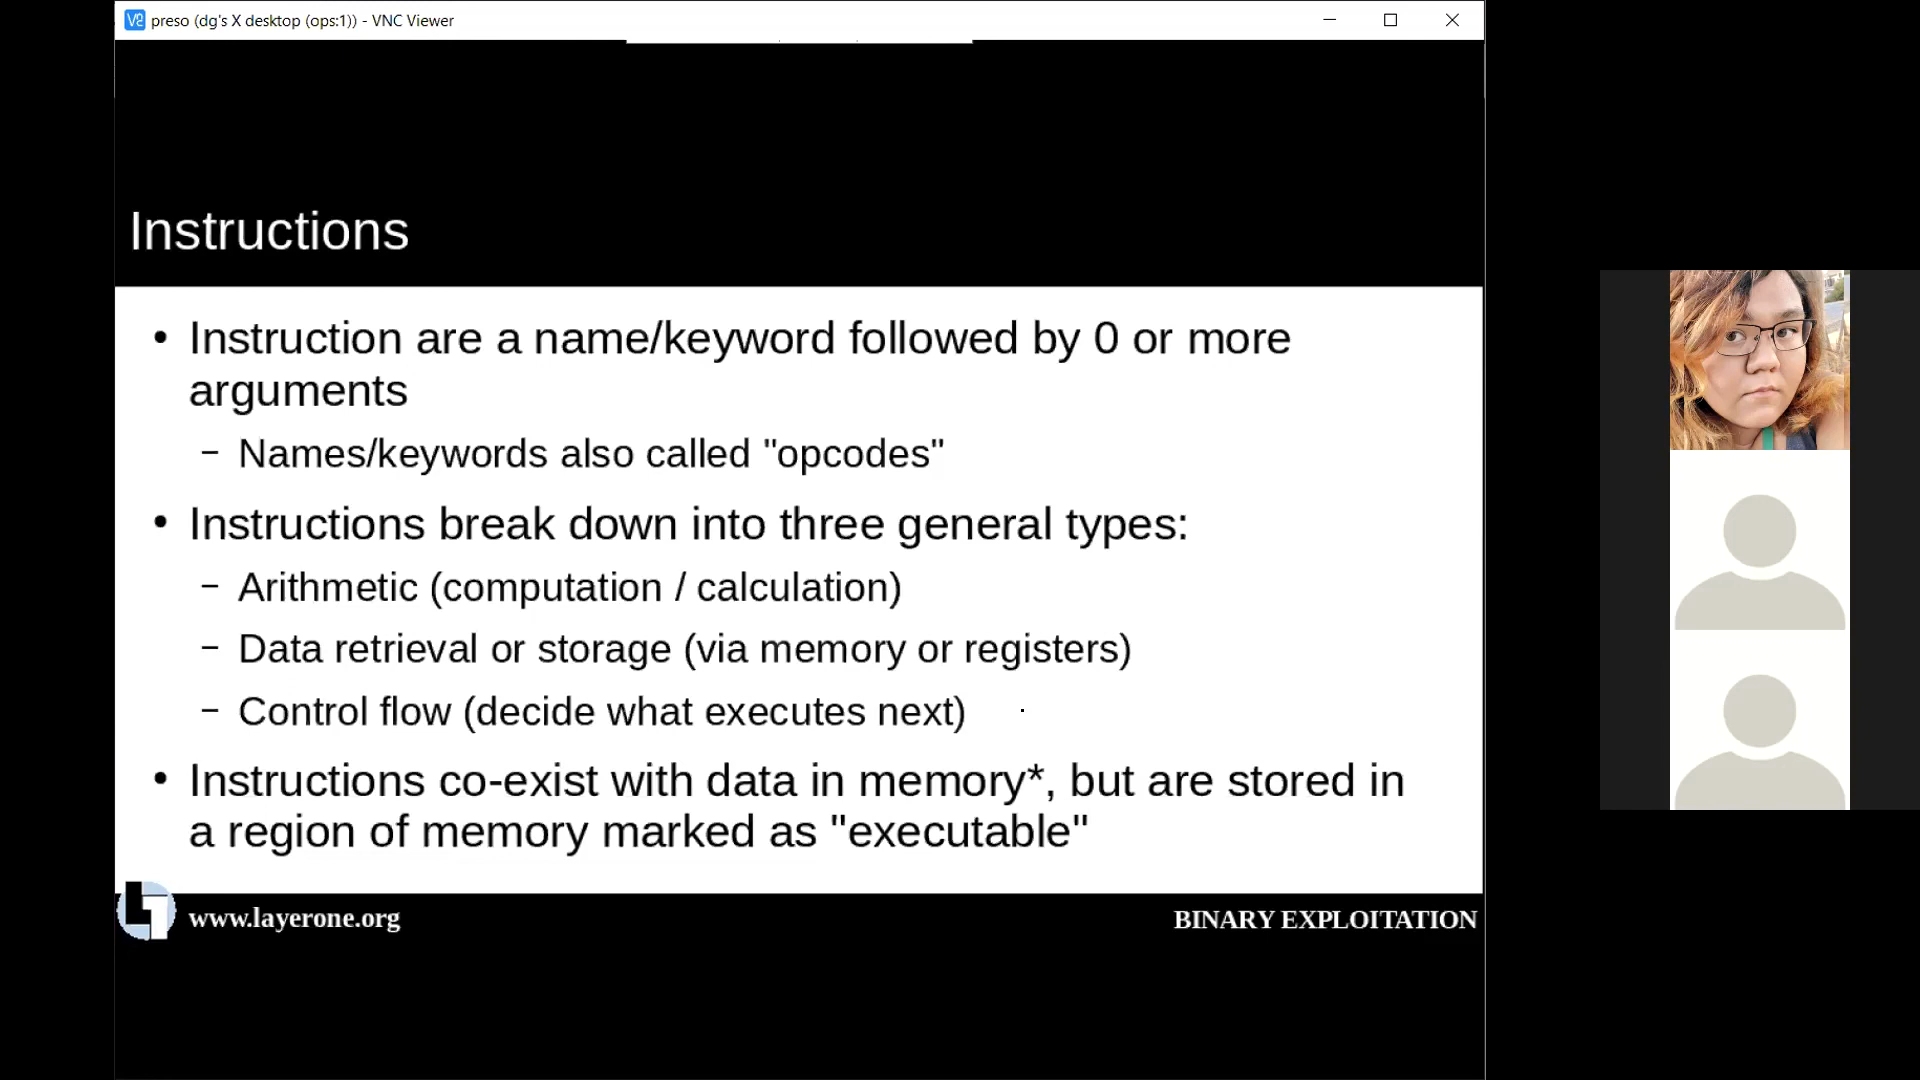 preso (dg's X desktop (ops:1)) - VNC Viewer
Instructions
• Instruction are a name/keyword followed by 0 or more
arguments
– Names/keywords also called "opcodes"
• Instructions break down into three general types:
– Arithmetic (computation / calculation)
– Data retrieval or storage (via memory or registers)
– Control flow (decide what executes next)
• Instructions co-exist with data in memory*, but are stored in
a region of memory marked as "executable"
www.layerone.org
BINARY EXPLOITATION